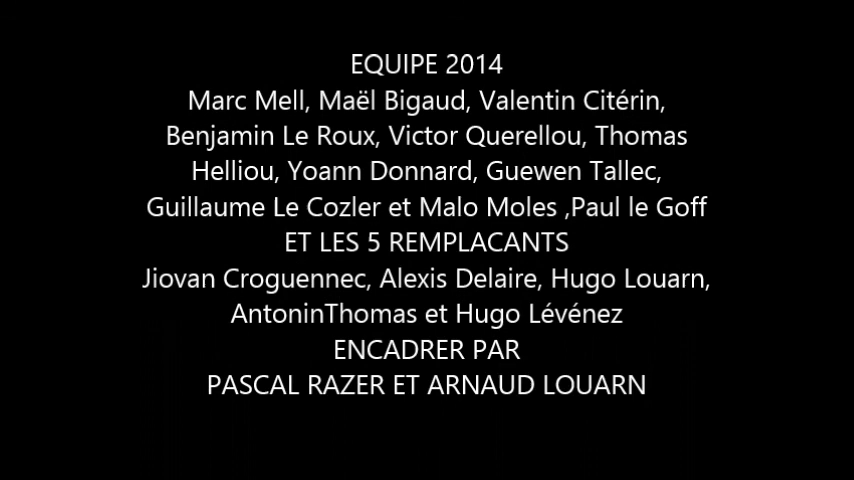 EQUIPE 2014
Marc Mell, Maël Bigaud, Valentin Citérin,
Benjamin Le Roux, Victor Querellou, Thomas
Helliou, Yoann Donnard, Guewen Tallec,
Guillaume Le Cozler et Malo Moles ,Paul le Goff
ET LES 5 REMPLACANTS
Jiovan Croguennec, Alexis Delaire, Hugo Louarn,
AntoninThomas et Hugo Lévénez
ENCADRER PAR
PASCAL RAZER ET ARNAUD LOUARN